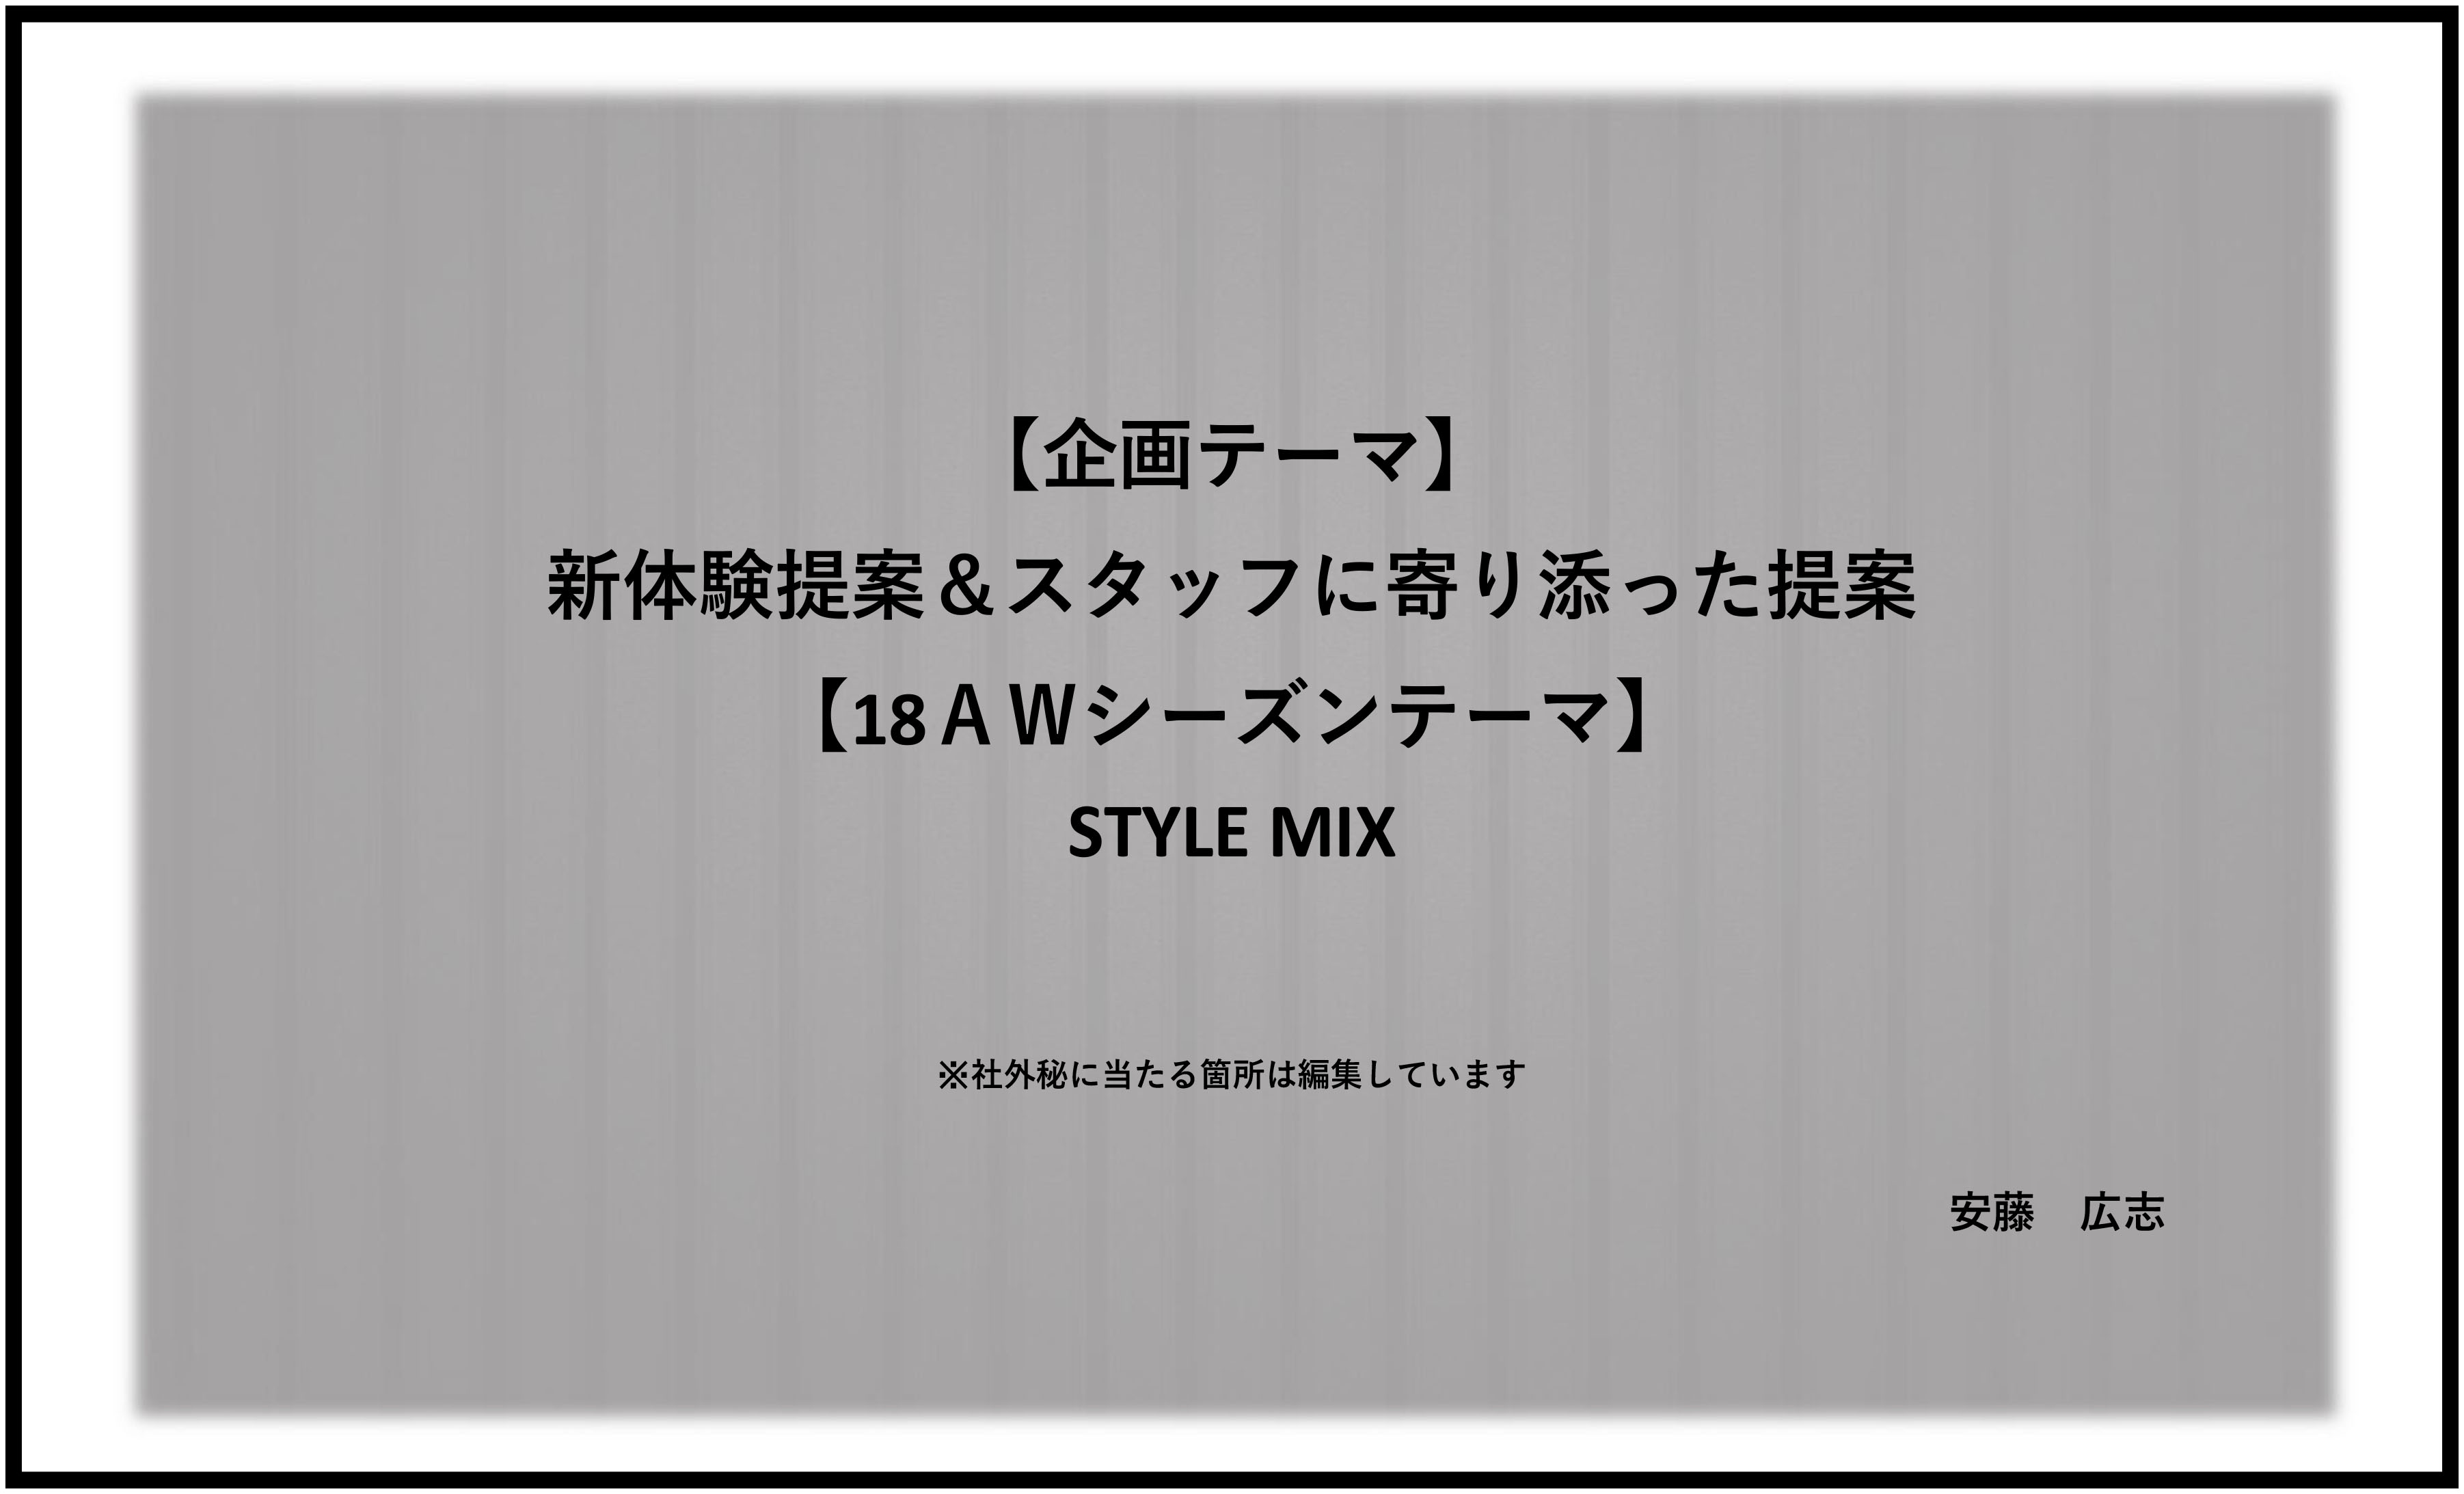 【企画テーマ】
新体験提案＆スタッフに寄り添った提案
【18ＡＷシーズンテーマ】
STYLE MIX
※社外秘に当たる箇所は編集しています
安藤　広志